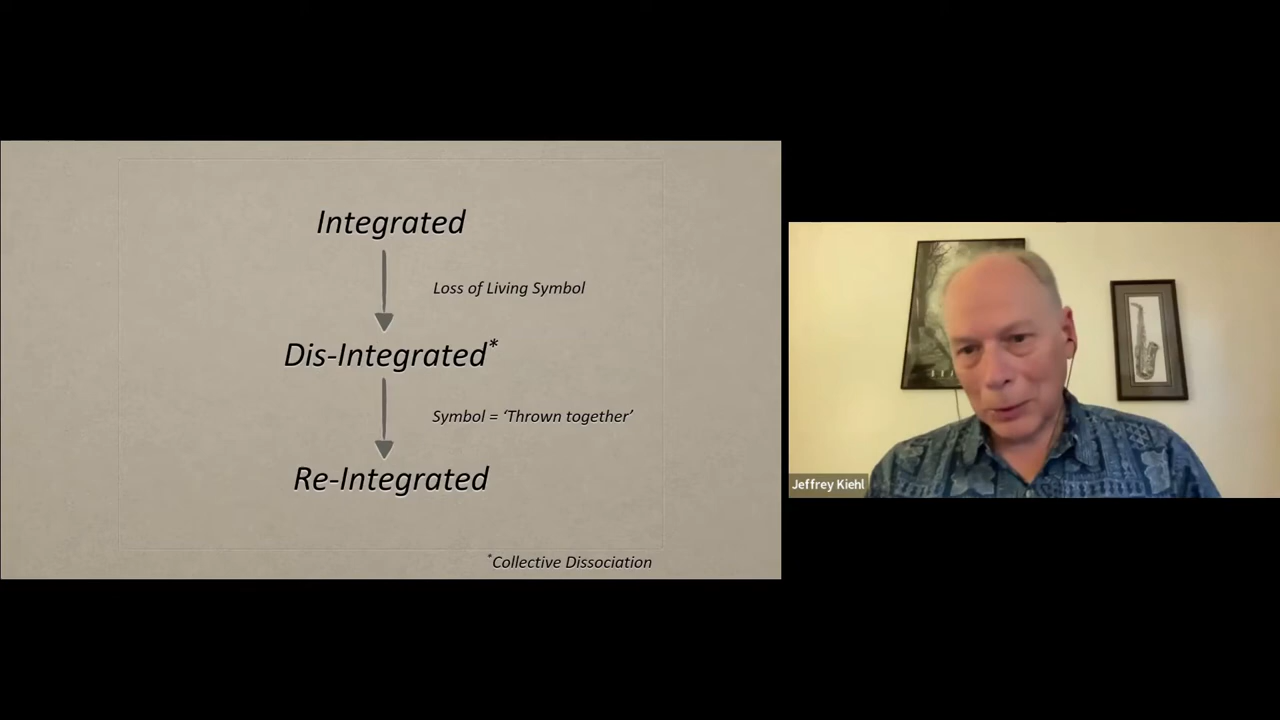 Integrated
Loss of Living Symbol
Dis-Integrated*
Symbol = ‘Thrown together’
Re-Integrated
*Collective Dissociation
Jeffrey Kiehl